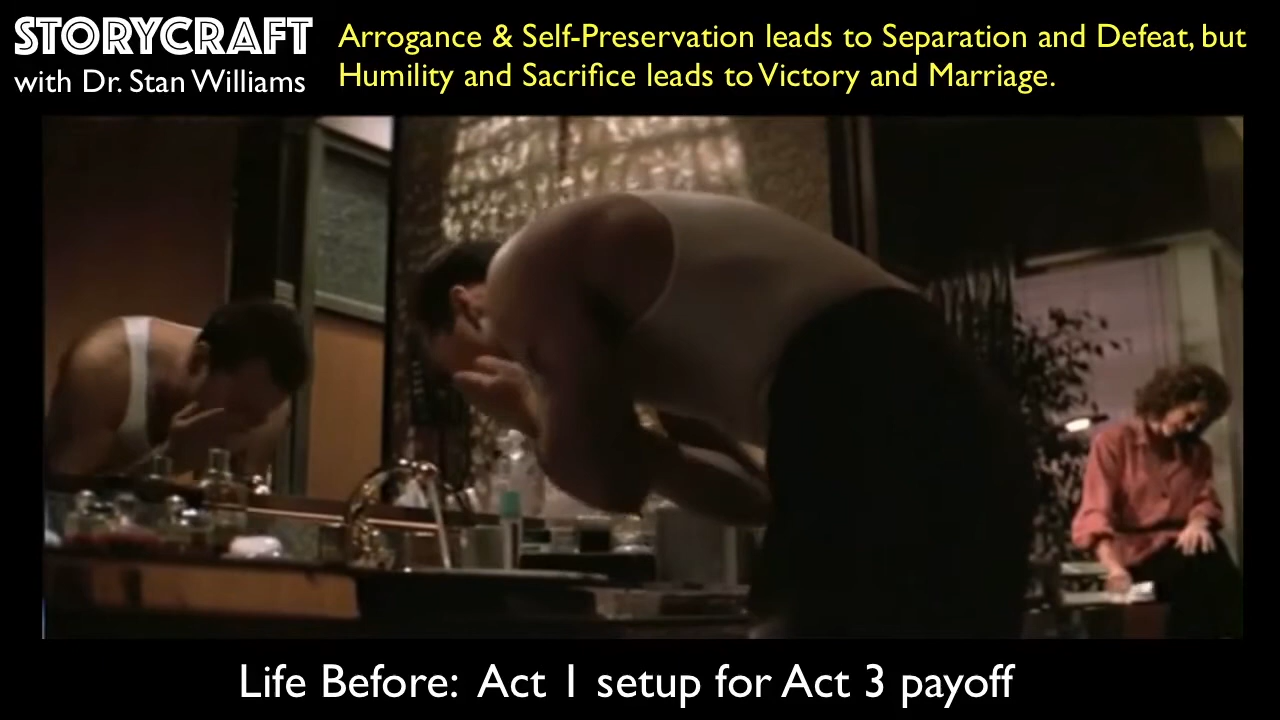 STORYCRAFT
with Dr. Stan Williams
Arrogance & Self-Preservation leads to Separation and Defeat, but
Humility and Sacrifice leads to Victory and Marriage.
Life Before: Act 1 setup for Act 3 payoff